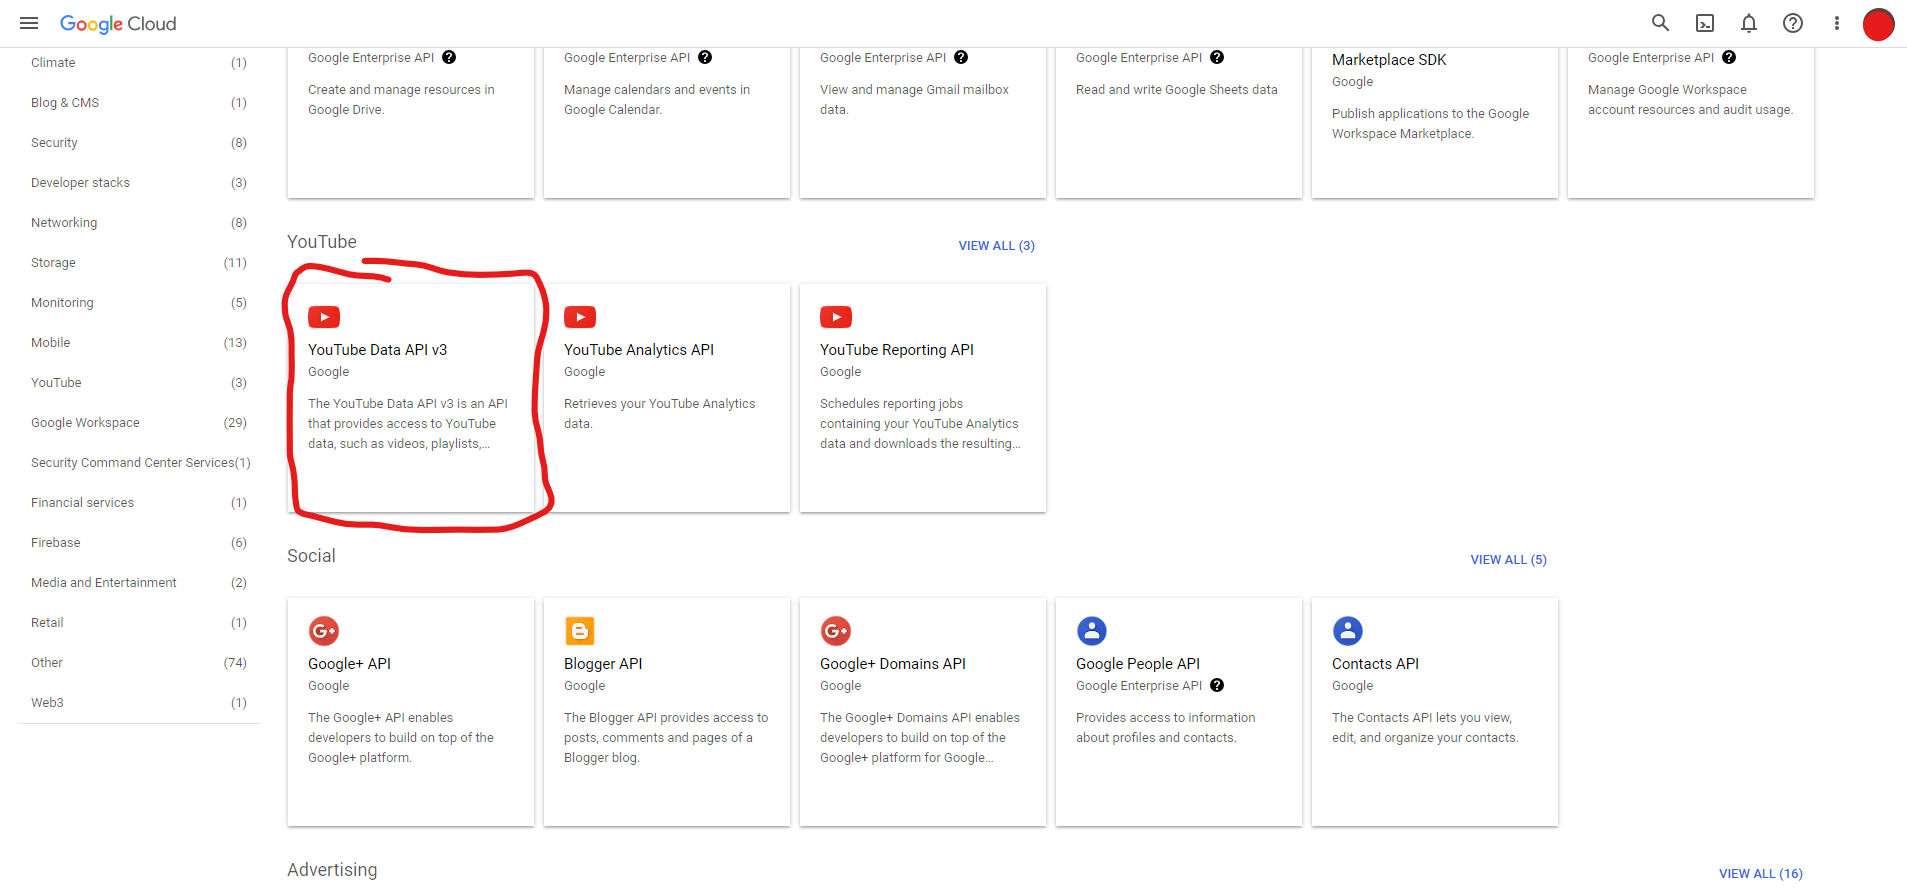 Google Cloud
Climate (1)
Blog & CMS (1)
Security (8)
Developer stacks (3)
Networking (8)
Storage (11)
Monitoring (5)
Mobile (13)
YouTube (3)
Google Workspace (29)
Security Command Center Services(1)
Financial services (1)
Firebase (6)
Media and Entertainment (2)
Retail (1)
Other (74)
Web3 (1)
Google Enterprise API
Create and manage resources in
Google Drive.
Google Enterprise API
Manage calendars and events in
Google Calendar.
Google Enterprise API
View and manage Gmail mailbox
data.
Google Enterprise API
Read and write Google Sheets data
Marketplace SDK
Google
Publish applications to the Google
Workspace Marketplace.
Google Enterprise API
Manage Google Workspace
account resources and audit usage.
YouTube
VIEW ALL (3)
YouTube Data API v3
Google
The YouTube Data API v3 is an API
that provides access to YouTube
data, such as videos, playlists,...
YouTube Analytics API
Google
Retrieves your YouTube Analytics
data.
YouTube Reporting API
Google
Schedules reporting jobs
containing your YouTube Analytics
data and downloads the resulting...
Social
VIEW ALL (5)
Google+ API
Google
The Google+ API enables
developers to build on top of the
Google+ platform.
Blogger API
Google
The Blogger API provides access to
posts, comments and pages of a
Blogger blog.
Google+ Domains API
Google
The Google+ Domains API enables
developers to build on top of the
Google+ platform for Google...
Google People API
Google Enterprise API
Provides access to information
about profiles and contacts.
Contacts API
Google
The Contacts API lets you view,
edit, and organize your contacts.
Advertising
VIEW ALL (16)